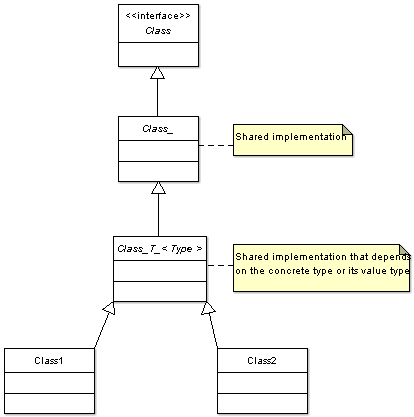 <<interface>>
Class
Class_
Shared implementation
Class_T_< Type >
Shared implementation that depends
on the concrete type or its value type
Class1
Class2